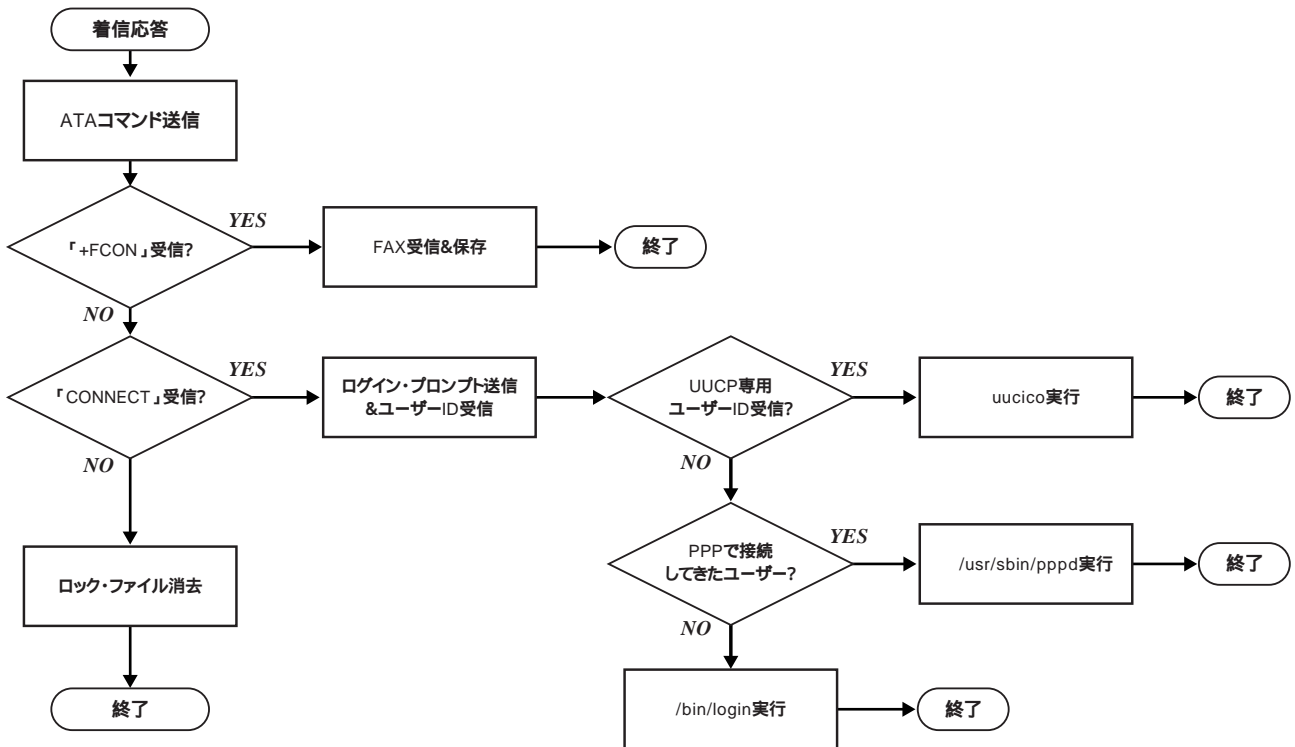 着信応答
ATAコマンド送信
「+FCON」受信?
YES
FAX受信&保存
終了
NO
「CONNECT」受信?
YES
ログイン・プロンプト送信
&ユーザーID受信
UUCP専用
ユーザーID受信?
YES
uucico実行
終了
NO
NO
PPPで接続
してきたユーザー?
YES
/usr/sbin/pppd実行
終了
ロック・ファイル消去
NO
終了
/bin/login実行
終了